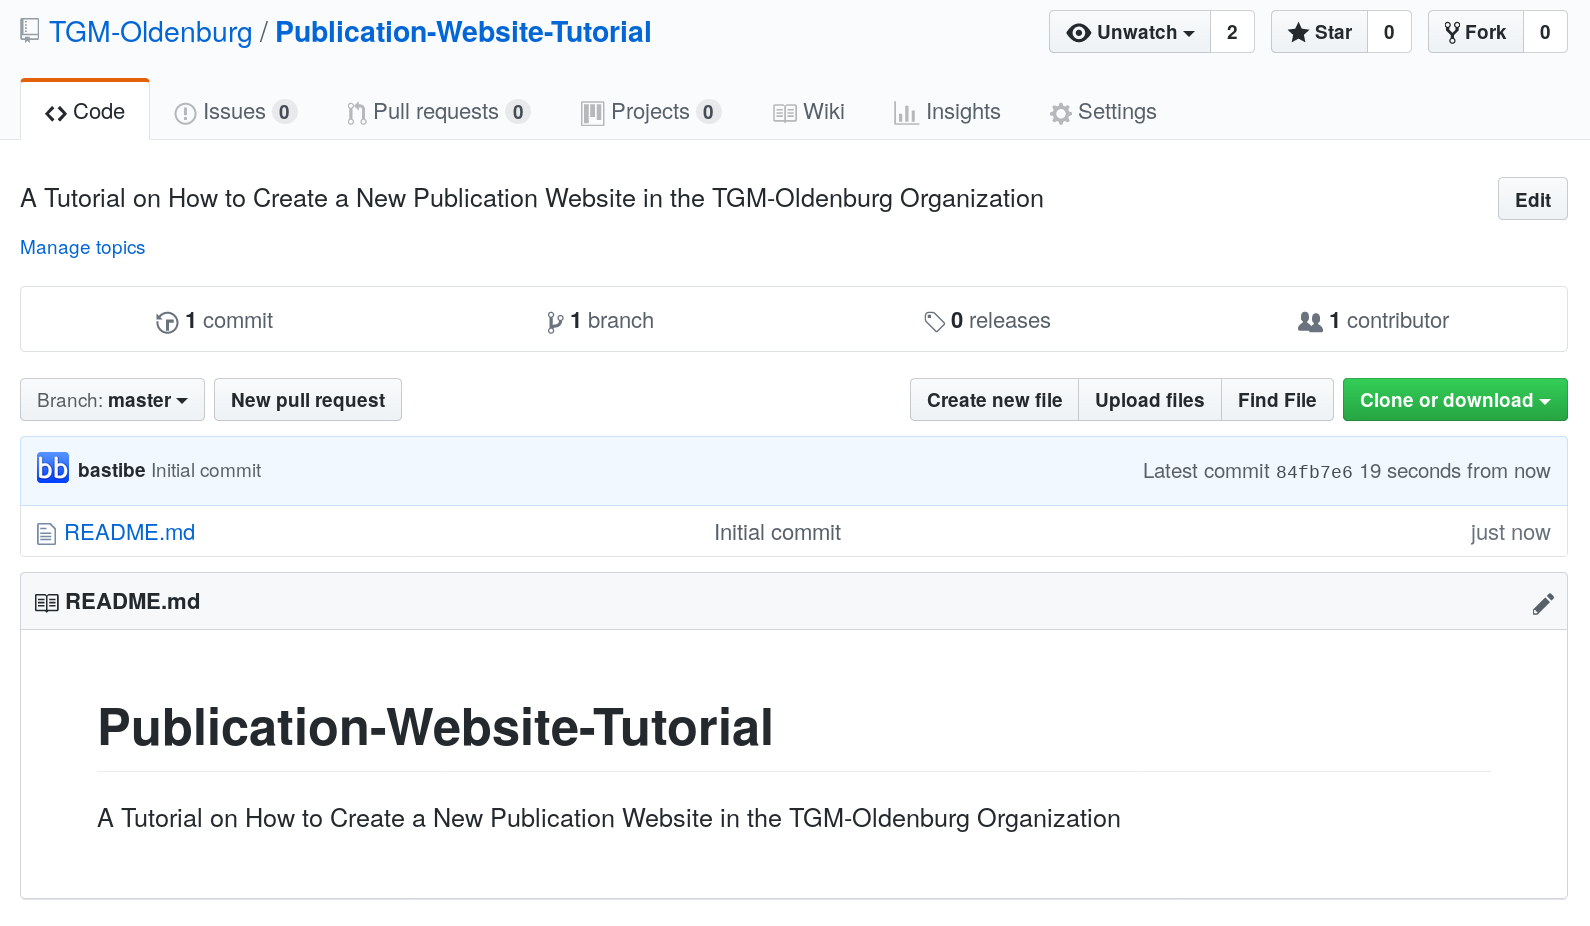 TGM-Oldenburg / Publication-Website-Tutorial Unwatch 2 Star 0 Fork 0
Code Issues 0 Pull requests 0 Projects 0 Wiki Insights Settings
A Tutorial on How to Create a New Publication Website in the TGM-Oldenburg Organization Edit
Manage topics
1 commit 1 branch 0 releases 1 contributor
Branch: master New pull request Create new file Upload files Find File Clone or download
bb bastibe Initial commit Latest commit 84fb7e6 19 seconds from now
README.md Initial commit just now
README.md
Publication-Website-Tutorial
A Tutorial on How to Create a New Publication Website in the TGM-Oldenburg Organization